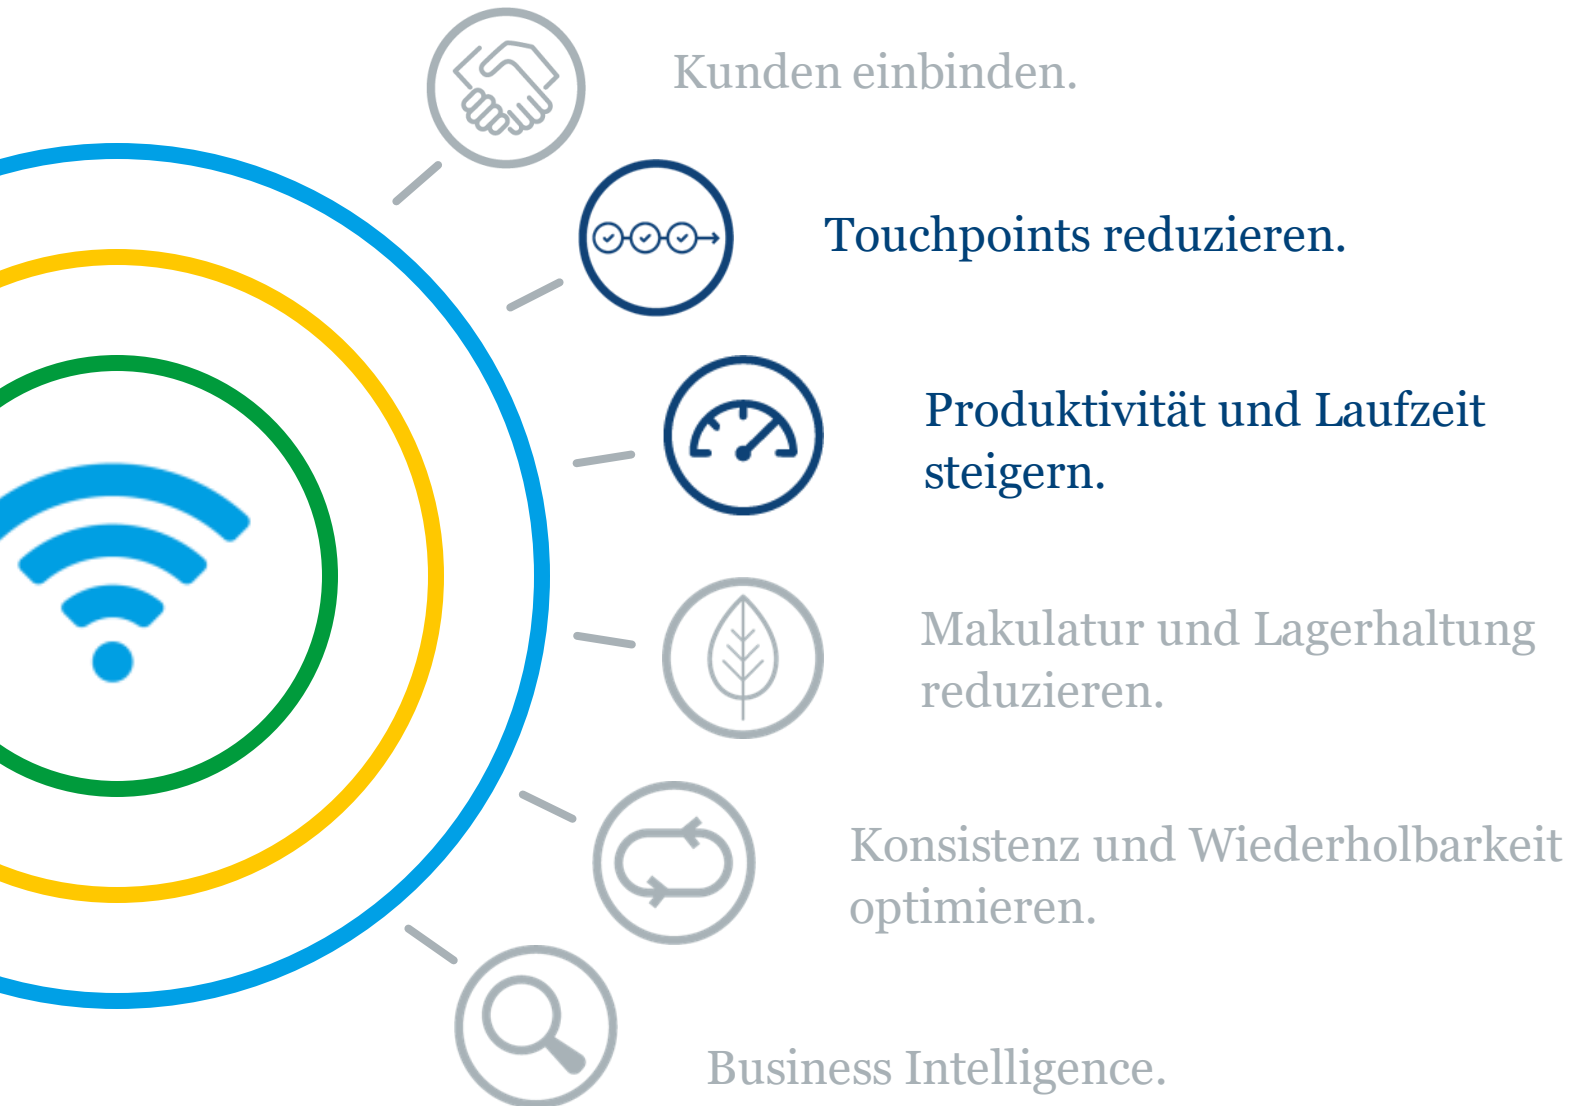 Kunden einbinden.
Touchpoints reduzieren.
Produktivität und Laufzeit
steigern.
Makulatur und Lagerhaltung
reduzieren.
Konsistenz und Wiederholbarkeit
optimieren.
Business Intelligence.